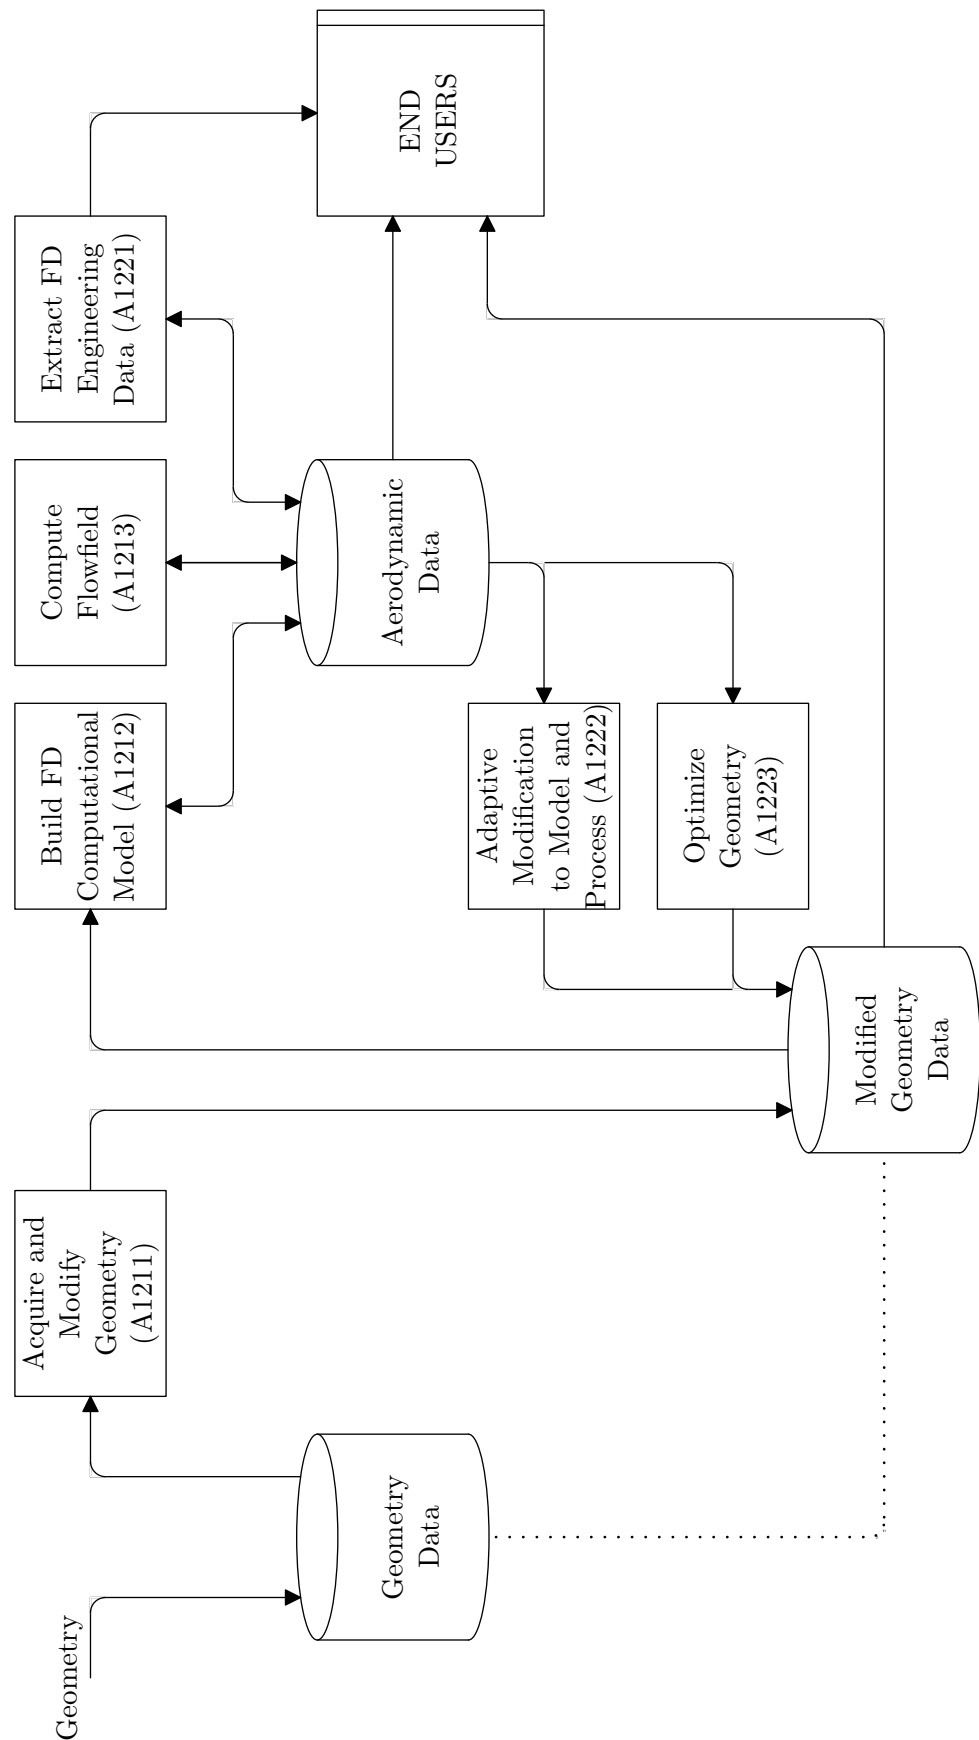 Geometry
Geometry
Data
Acquire and
Modify
Geometry
(A1211)
Build FD
Computational
Model (A1212)
Compute
Flowfield
(A1213)
Extract FD
Engineering
Data (A1221)
Aerodynamic
Data
END
USERS
Adaptive
Modification
to Model and
Process (A1222)
Optimize
Geometry
(A1223)
Modified
Geometry
Data